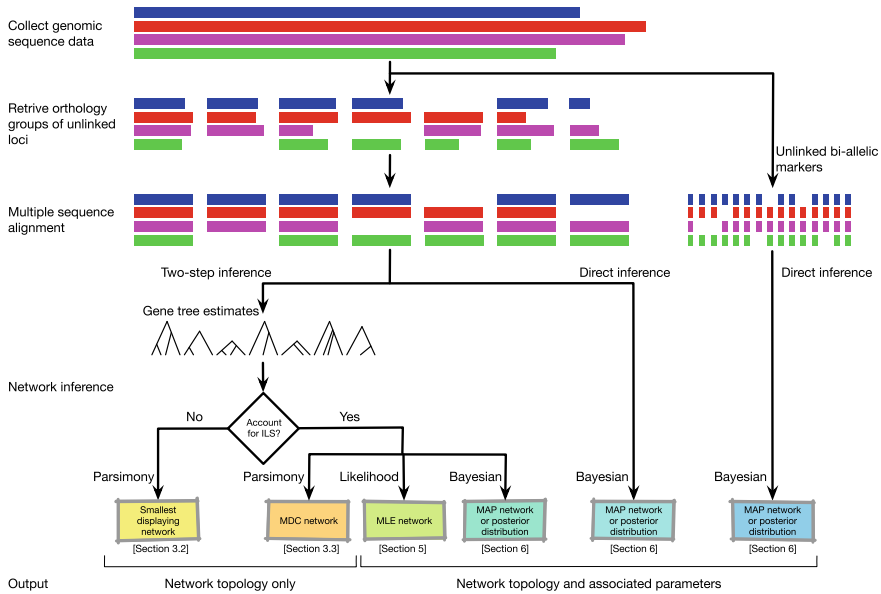 Collect genomic
sequence data
Retrive orthology
groups of unlinked
loci
Unlinked bi-allelic
markers
Multiple sequence
alignment
Two-step inference
Direct inference
Direct inference
Gene tree estimates
Network inference
Account
for ILS?
No
Yes
Parsimony
Parsimony
Likelihood
Bayesian
Bayesian
Bayesian
Smallest
displaying
network
MDC network
MLE network
MAP network
or posterior
distribution
MAP network
or posterior
distribution
MAP network
or posterior
distribution
[Section 3.2]
[Section 3.3]
[Section 5]
[Section 6]
[Section 6]
[Section 6]
Output
Network topology only
Network topology and associated parameters